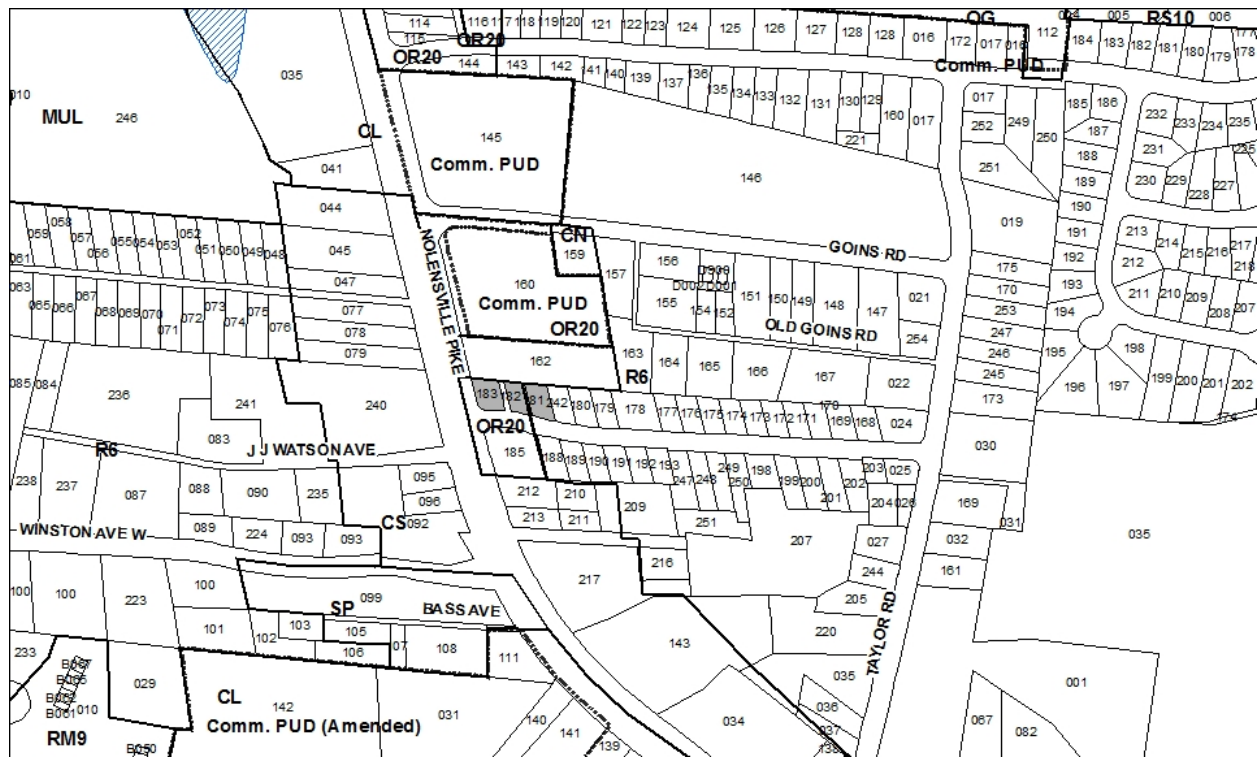 114 116 117 118 119 120 121 122 123 124 125 126 127 128 128 016 172 017 016 OG 112 004 005 RS10 006
115 OR20 184 183 182 181 180 179 178 177
OR20 144 143 142 141 140 139 137 136 135 134 133 132 131 130 129 160 017 Comm. PUD
035
010
MUL 246
CL 145 221
Comm. PUD
017 252 249 250 185 186 187 232 233 234 235
041 146 251 188 231 235
189 230 229 228 227
044 190
019 191
059 058 057 056 055 054 053 052 051 050 049 048 045 NOLENSVILLE PIKE CN 159 GOINS RD 192 213 214 215 216 217
061 047 157 156 175 212 218
063 065 066 067 068 069 070 071 072 073 074 075 076 077 160 155 D002 D001 151 150 149 148 147 021 170 193 211 210 209 208 207
078 Comm. PUD 154 152 253 194
079 OR20 OLD GOINS RD 254 247
085 084 162 163 164 165 166 167 022 246 195 198
236 241 240 R6 245 196 197 199 200 201 202
183 182 181 242 180 179 178 177 176 175 174 173 172 171 170 169 168 024 173 174
083 OR20
R6 J J WATSON AVE 185 188 189 190 191 192 193 249 198 203 025 030
238 237 087 088 090 235 095 247 248 250 199 200 201 202 204 026
096 212 210 209 169
089 224 093 093 CS 092 213 211 251 207 027 031 035
WINSTON AVE W 032
216 244 161
100 100 223 100 217 205
099
SP BASS AVE 220
101 102 103 105 07 108 143 TAYLOR RD
233 106 111 035
B067 029 001
B065 CL 036
B062 142 031 140 034 067
B061 010 Comm. PUD (Amended) 141 037 082
RM9 B050 139 138